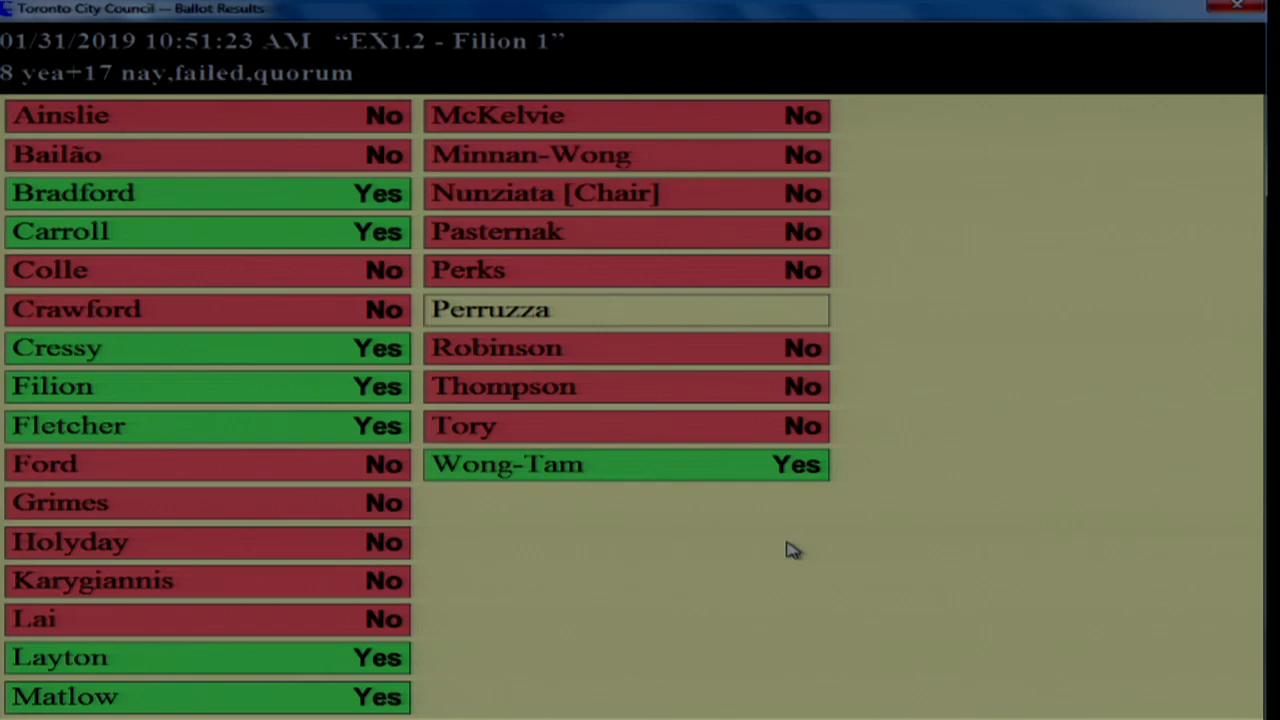 Toronto City Council — Ballot Results
01/31/2019 10:51:23 AM “EX1.2 - Filion 1”
8 yea+17 nay,failed,quorum
Ainslie No
Bailão No
Bradford Yes
Carroll Yes
Colle No
Crawford No
Cressy Yes
Filion Yes
Fletcher Yes
Ford No
Grimes No
Holyday No
Karygiannis No
Lai No
Layton Yes
Matlow Yes
McKelvie No
Minnan-Wong No
Nunziata [Chair] No
Pasternak No
Perks No
Perruzza
Robinson No
Thompson No
Tory No
Wong-Tam Yes